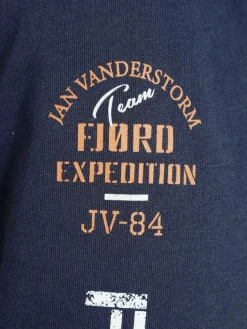 JAN VANDERSTORM
Team
FJØRD
EXPEDITION
JV-84